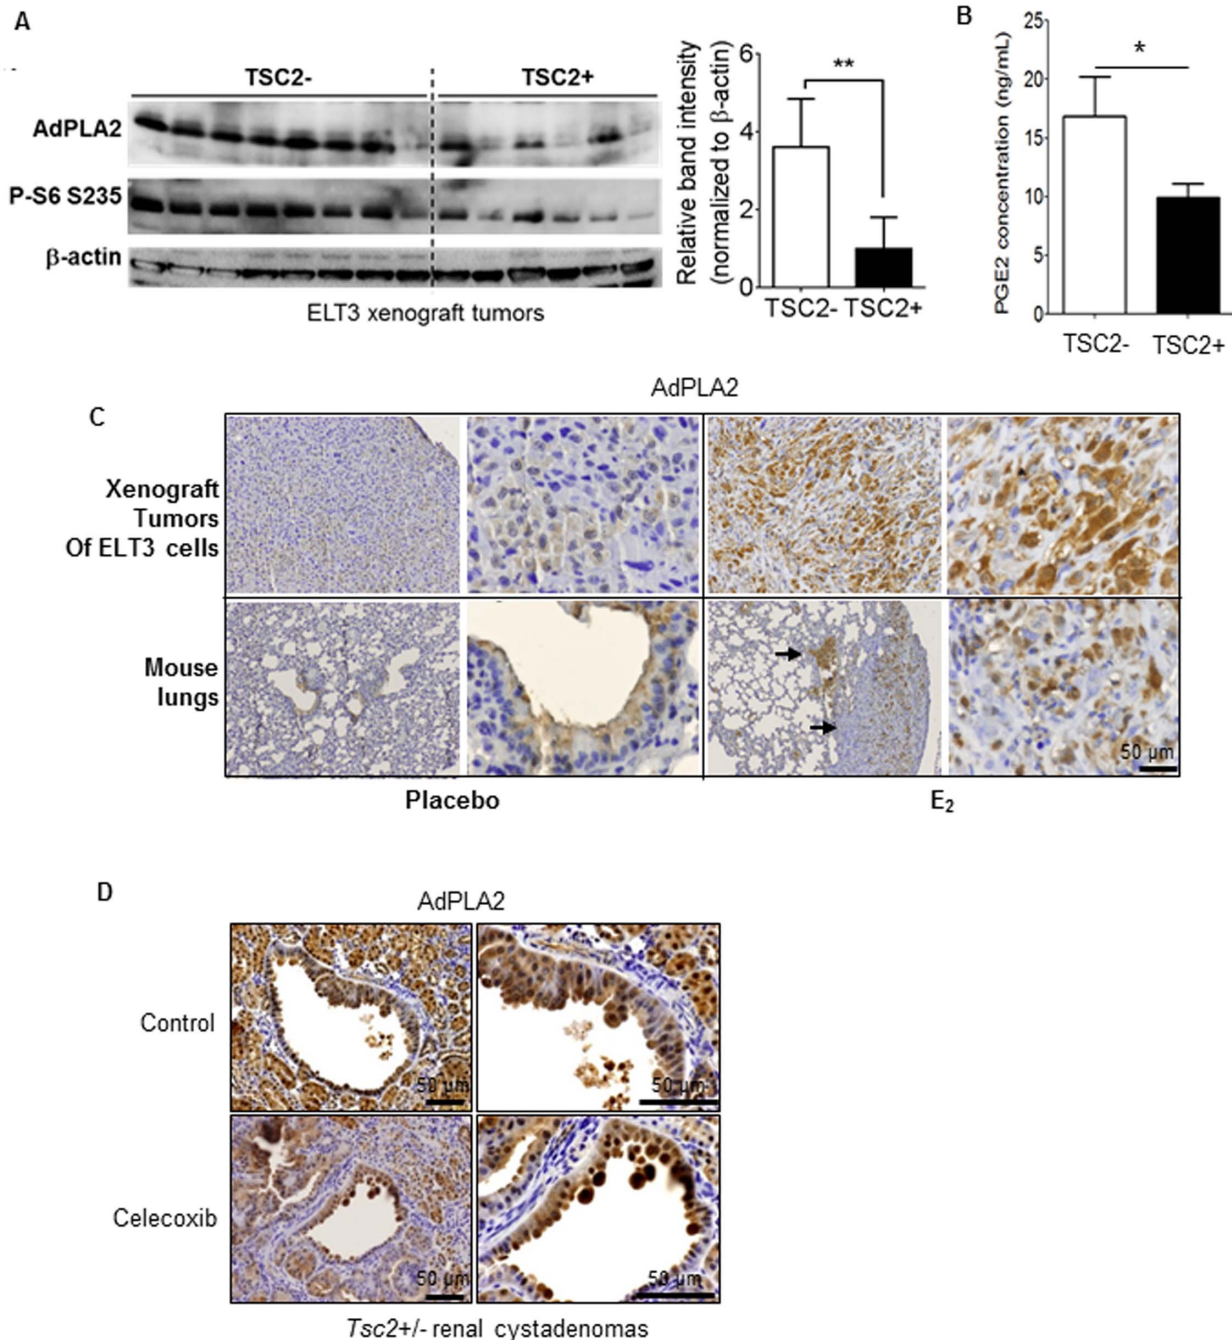 A
TSC2-
TSC2+
AdPLA2
P-S6 S235
β-actin
ELT3 xenograft tumors
Relative band intensity
(normalized to β-actin)
6
4
2
0
**
TSC2- TSC2+
B
PGE2 concentration (ng/mL)
25
20
15
10
5
0
*
TSC2-
TSC2+
AdPLA2
C
Xenograft
Tumors
Of ELT3 cells
Mouse
lungs
50 µm
Placebo
E2
D
AdPLA2
Control
50 µm
50 µm
Celecoxib
50 µm
50 µm
Tsc2+/- renal cystadenomas